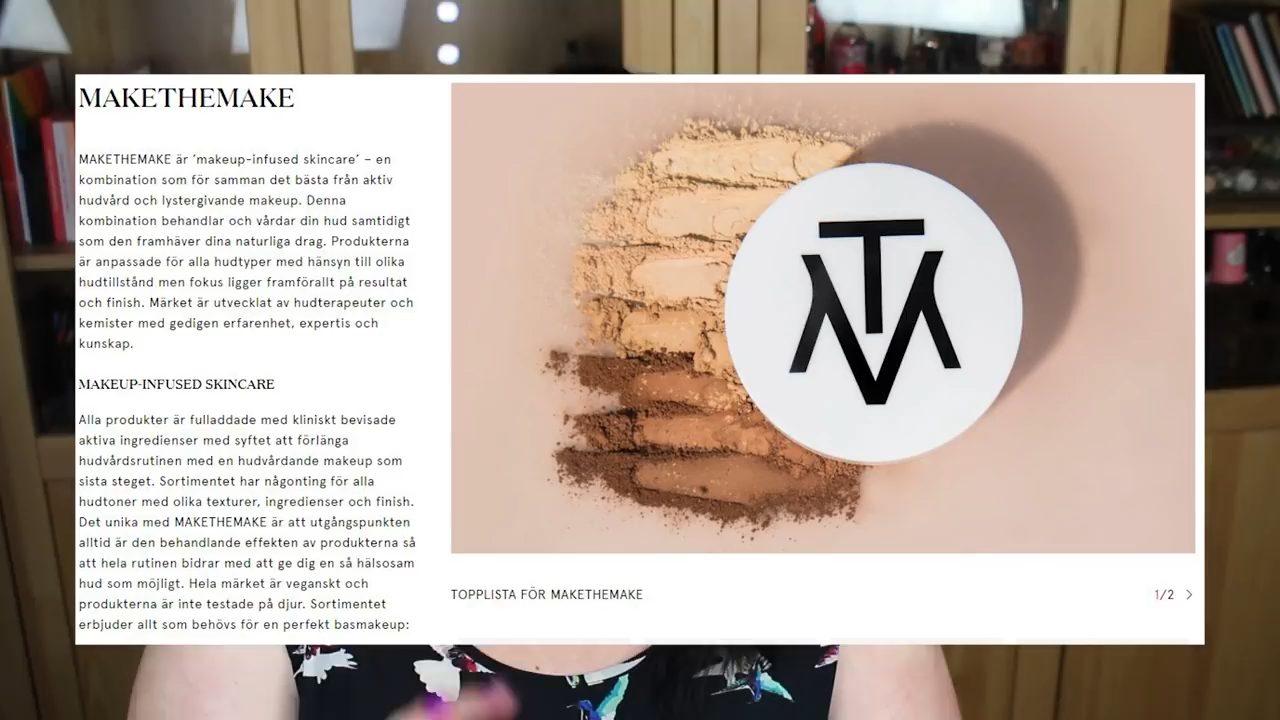 MAKETHEMAKE
MAKETHEMAKE är ’makeup-infused skincare’ – en
kombination som för samman det bästa från aktiv
hudvård och lystergivande makeup. Denna
kombination behandlar och vårdar din hud samtidigt
som den framhäver dina naturliga drag. Produkterna
är anpassade för alla hudtyper med hänsyn till olika
hudtillstånd men fokus ligger framförallt på resultat
och finish. Märket är utvecklat av hudterapeuter och
kemister med gedigen erfarenhet, expertis och
kunskap.
MAKEUP-INFUSED SKINCARE
Alla produkter är fulladdade med kliniskt bevisade
aktiva ingredienser med syftet att förlänga
hudvårdsrutinen med en hudvårdande makeup som
sista steget. Sortimentet har någonting för alla
hudtoner med olika texturer, ingredienser och finish.
Det unika med MAKETHEMAKE är att utgångspunkten
alltid är den behandlande effekten av produkterna så
att hela rutinen bidrar med att ge dig en så hälsosam
hud som möjligt. Hela märket är veganskt och
produkterna är inte testade på djur. Sortimentet
erbjuder allt som behövs för en perfekt basmakeup:
TOPPLISTA FÖR MAKETHEMAKE
1/2